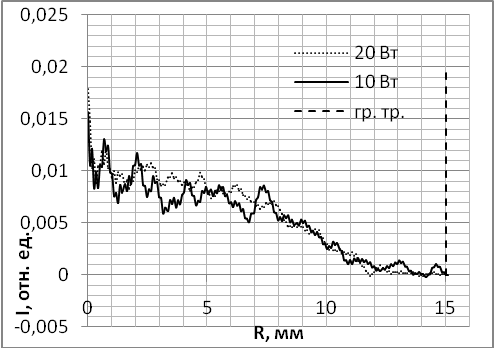 0,025
0,02
0,015
0,01
0,005
0
-0,005
I, отн. ед.
20 Вт
10 Вт
гр. тр.
0 5 10 15
R, мм